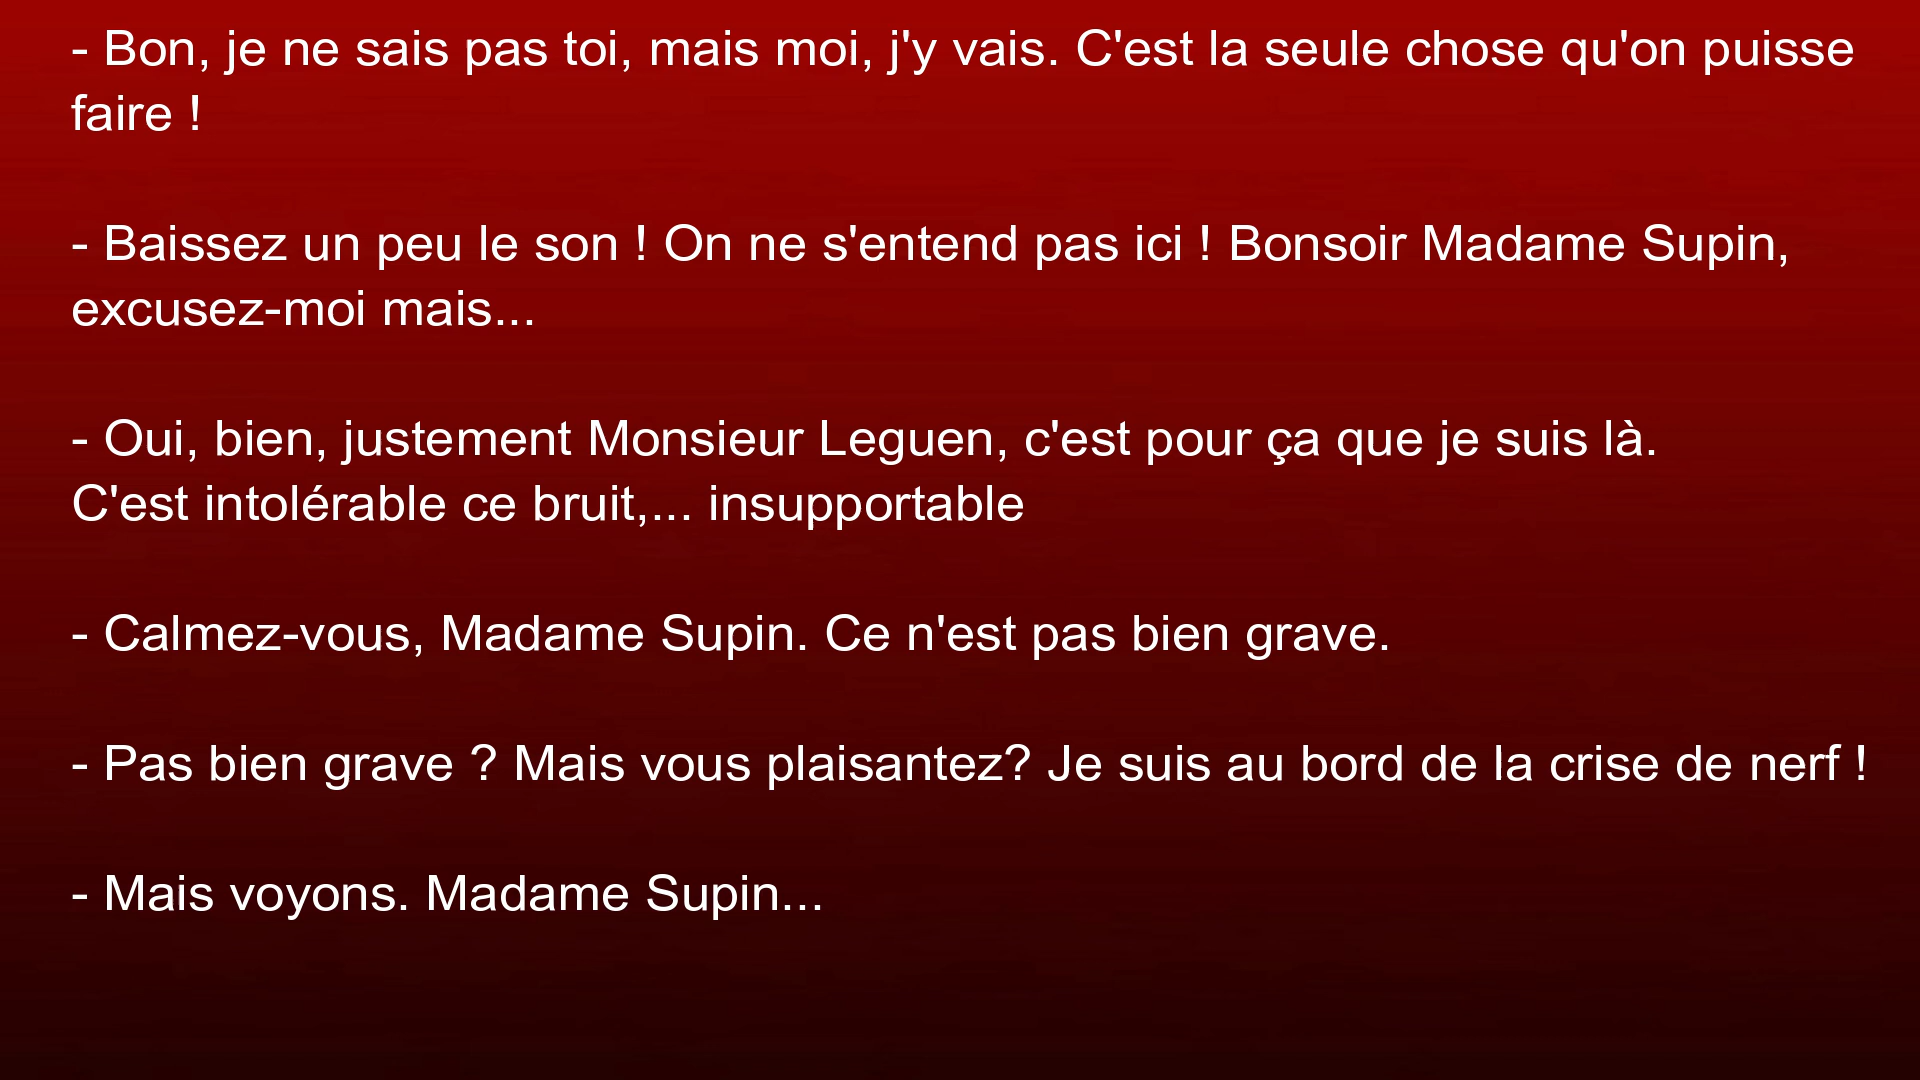 - Bon, je ne sais pas toi, mais moi, j'y vais. C'est la seule chose qu'on puisse
faire !
- Baissez un peu le son ! On ne s'entend pas ici ! Bonsoir Madame Supin,
excusez-moi mais...
- Oui, bien, justement Monsieur Leguen, c'est pour ça que je suis là.
C'est intolérable ce bruit,... insupportable
- Calmez-vous, Madame Supin. Ce n'est pas bien grave.
- Pas bien grave ? Mais vous plaisantez? Je suis au bord de la crise de nerf !
- Mais voyons. Madame Supin...